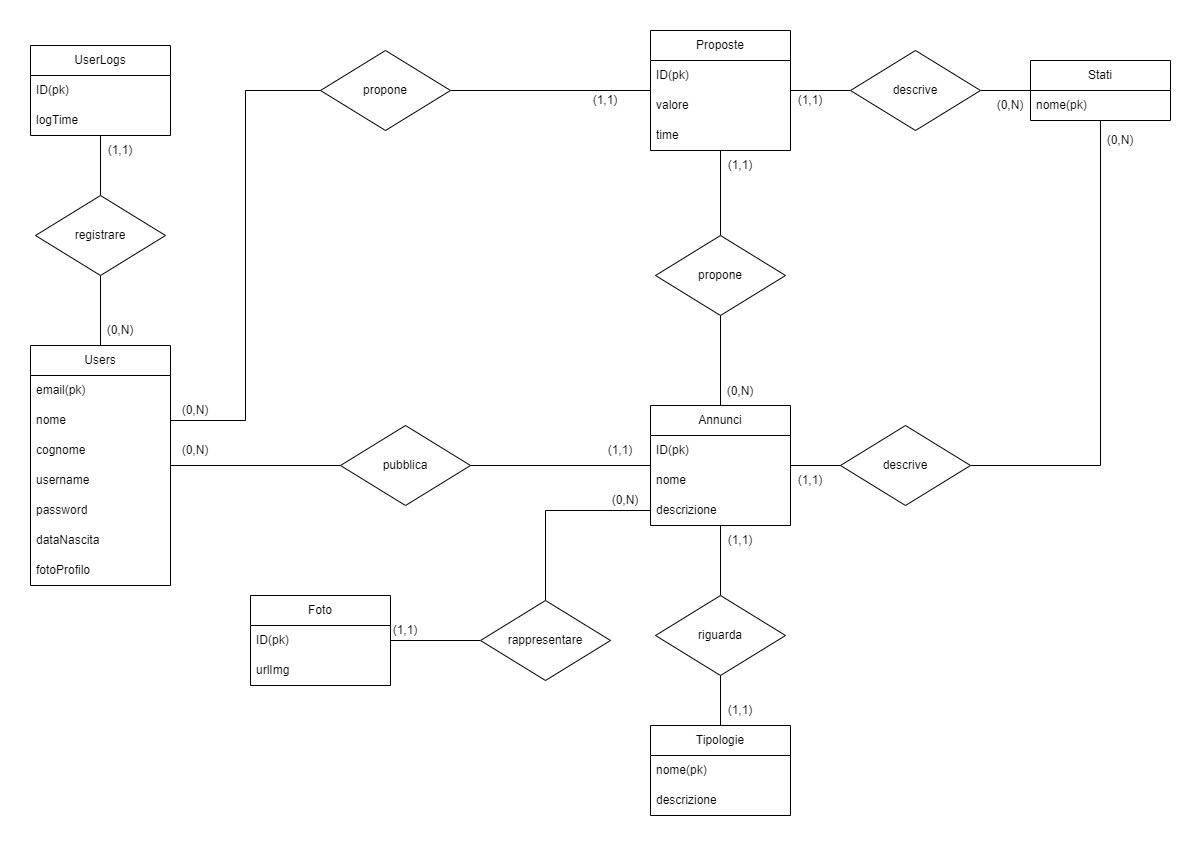 UserLogs
ID(pk)
logTime
(1,1)
registrare
(0,N)
Users
email(pk)
nome
cognome
username
password
dataNascita
fotoProfilo
(0,N)
propone
(1,1)
Proposte
ID(pk)
valore
time
(1,1)
descrive
(0,N)
Stati
nome(pk)
(0,N)
(1,1)
propone
(0,N)
(0,N)
pubblica
(1,1)
Annunci
ID(pk)
nome
descrizione
(1,1)
descrive
(0,N)
rappresentare
(1,1)
Foto
ID(pk)
urlImg
(1,1)
riguarda
(1,1)
Tipologie
nome(pk)
descrizione